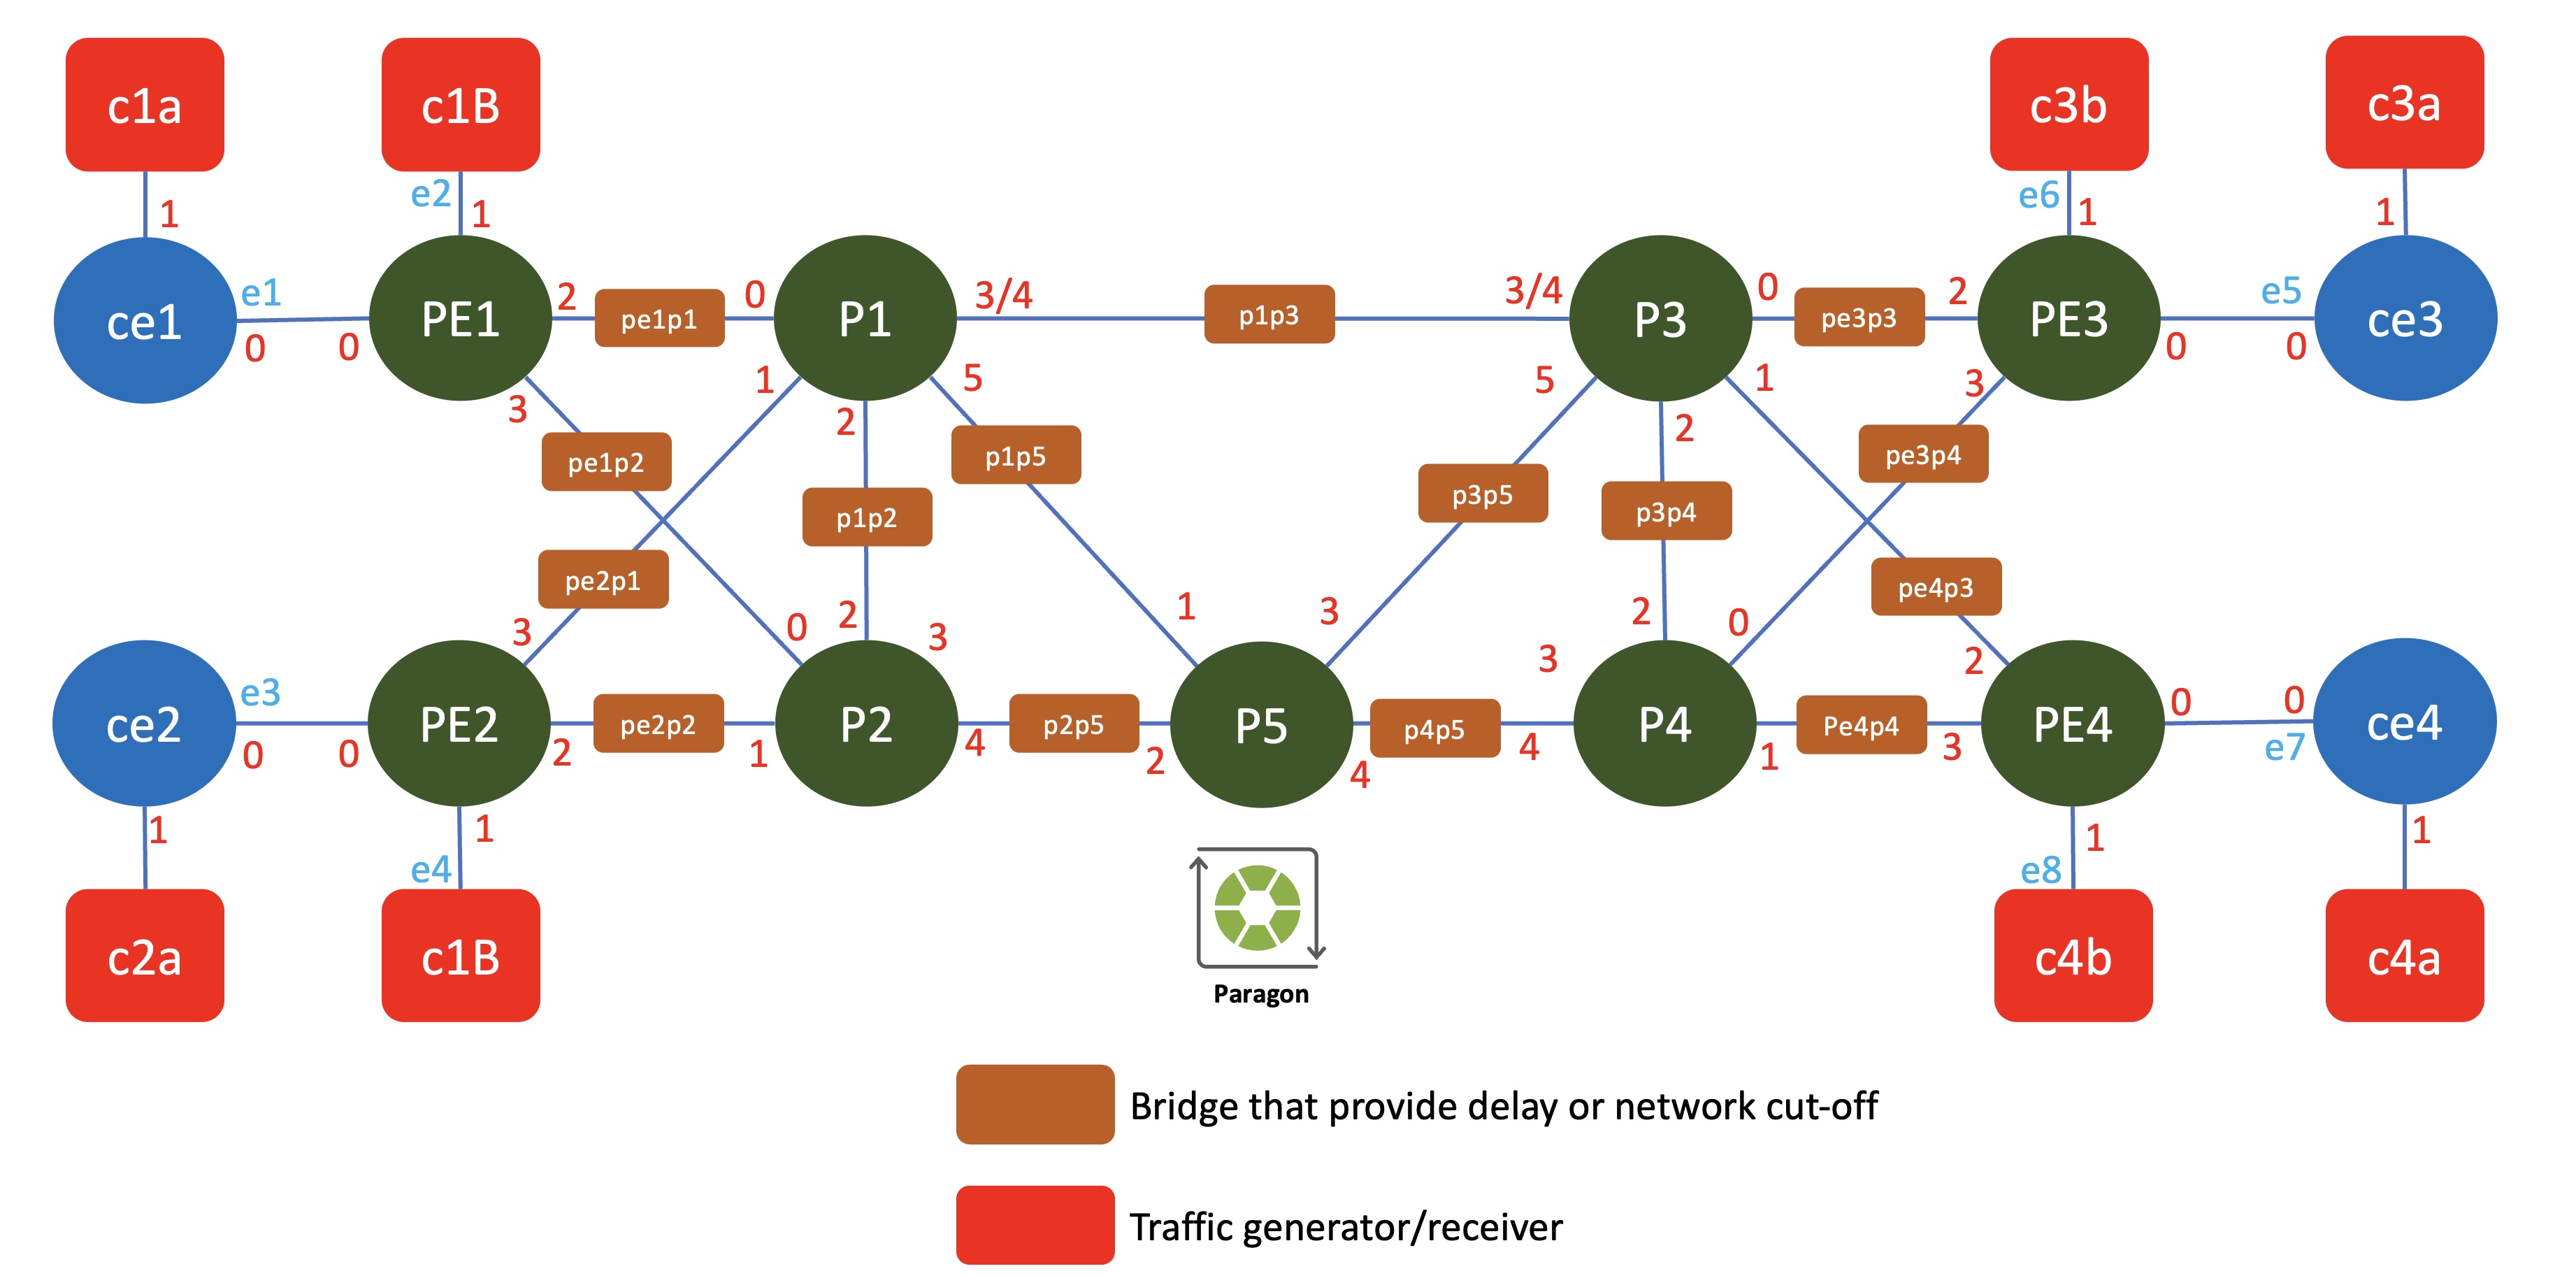 c1a
c1B
c3b
c3a
1
e2
1
e6
1
1
ce1
e1
0
0
PE1
2
pe1p1
0
P1
3/4
p1p3
3/4
P3
0
pe3p3
2
PE3
0
e5
0
ce3
3
1
2
5
5
2
1
3
pe1p2
p1p5
p3p5
pe3p4
p1p2
p3p4
pe2p1
pe4p3
3
0
2
3
1
3
3
2
0
2
ce2
e3
0
0
PE2
2
pe2p2
1
P2
4
p2p5
2
P5
4
p4p5
4
P4
1
Pe4p4
3
PE4
0
0
e7
ce4
1
e4
1
e8
1
1
c2a
c1B
c4b
c4a
Paragon
Bridge that provide delay or network cut-off
Traffic generator/receiver